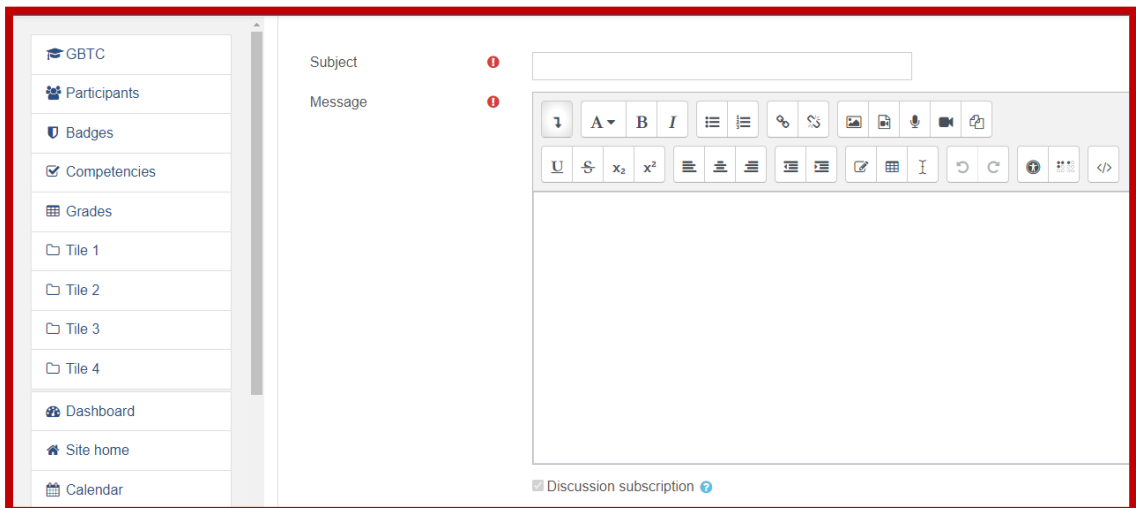 GBTC
Participants
Badges
Competencies
Grades
Tile 1
Tile 2
Tile 3
Tile 4
Dashboard
Site home
Calendar
Subject
Message
A B I
U S x₂ x²
</>
Discussion subscription